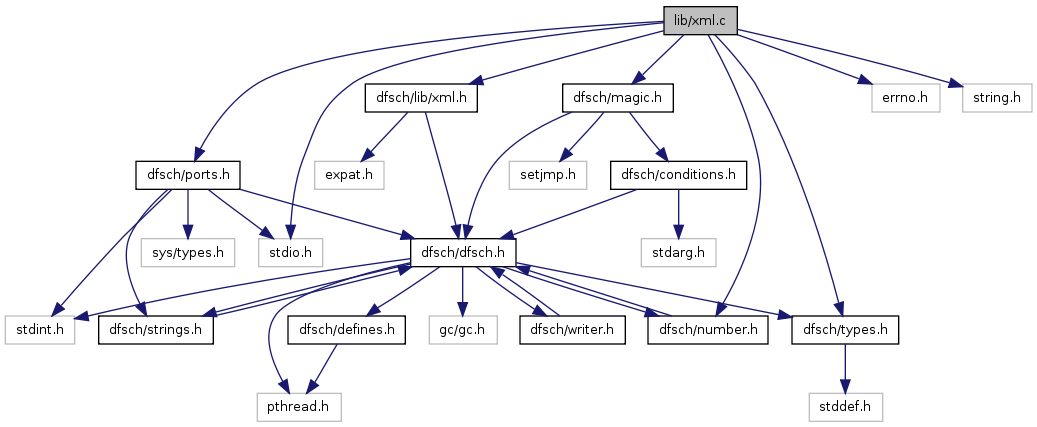 lib/xml.c
dfsch/lib/xml.h
dfsch/magic.h
errno.h
string.h
dfsch/ports.h
expat.h
setjmp.h
dfsch/conditions.h
sys/types.h
stdio.h
dfsch/dfsch.h
stdarg.h
stdint.h
dfsch/strings.h
dfsch/defines.h
gc/gc.h
dfsch/writer.h
dfsch/number.h
dfsch/types.h
pthread.h
stddef.h